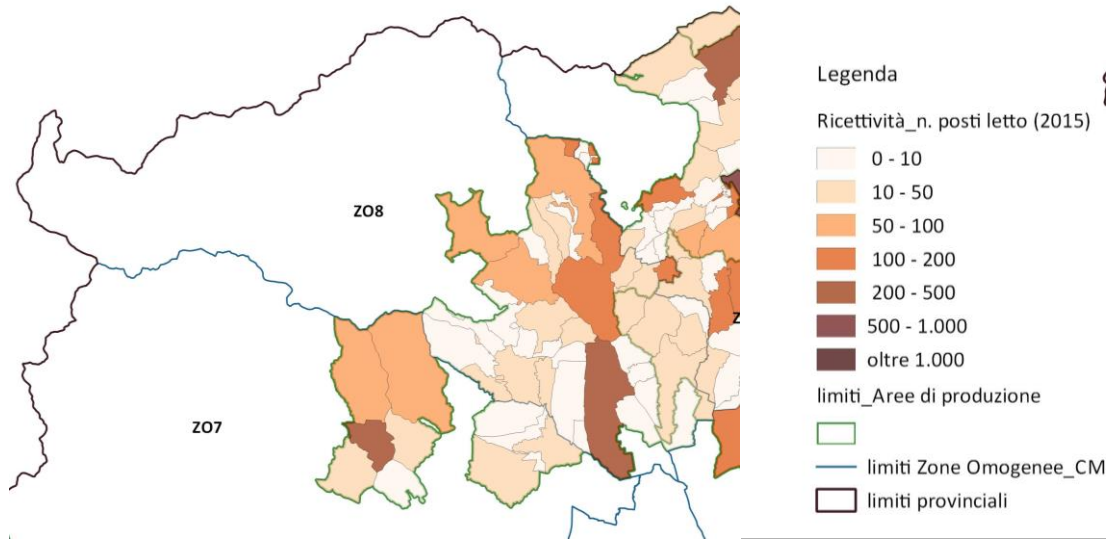 ZO8
ZO7
Z
Legenda
Ricettività_n. posti letto (2015)
0 - 10
10 - 50
50 - 100
100 - 200
200 - 500
500 - 1.000
oltre 1.000
limiti_Aree di produzione
limiti Zone Omogenee_CM
limiti provinciali